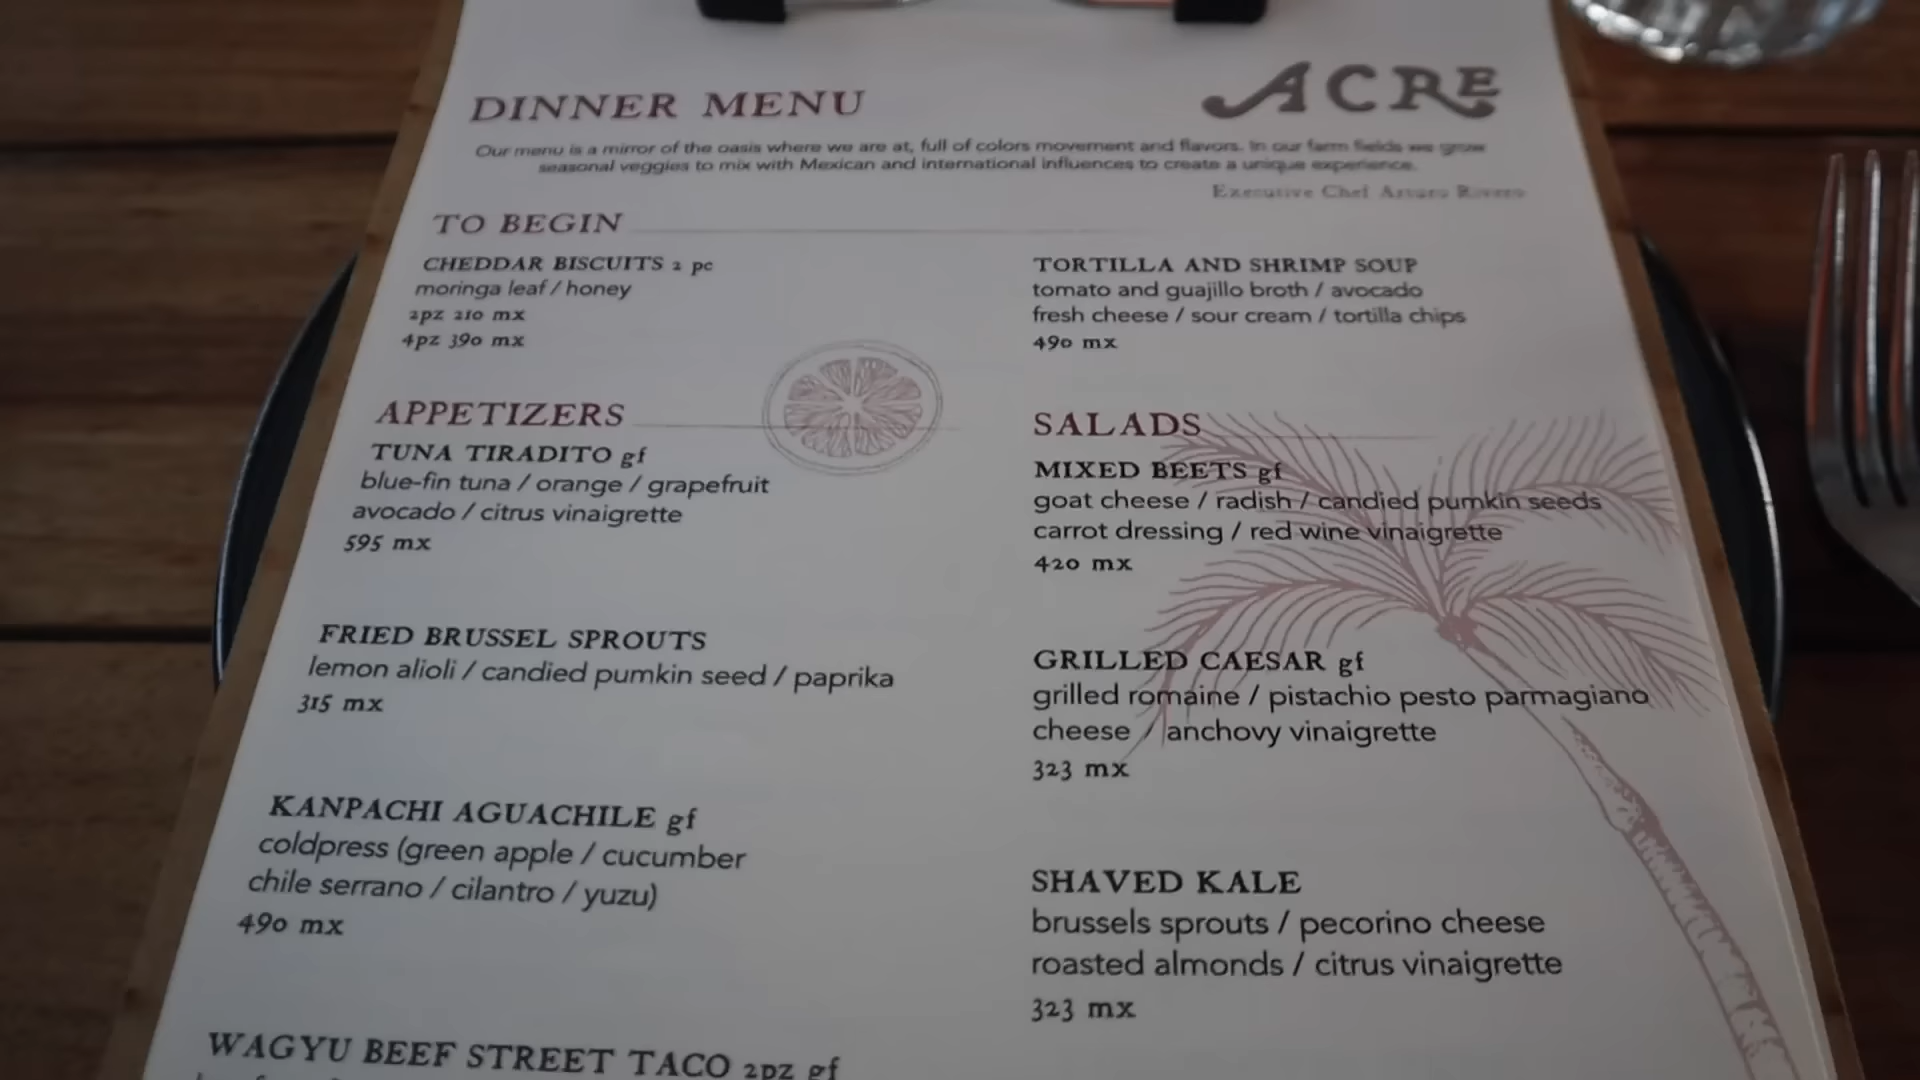 ACRE
DINNER MENU
Our menu is a mirror of the oasis where we are at, full of colors movement and flavors. In our farm fields we grow
seasonal veggies to mix with Mexican and international influences to create a unique experience.
Executive Chef Arturo Rivero
TO BEGIN
CHEDDAR BISCUITS 2 pc
moringa leaf / honey
2pz 210 mx
4pz 390 mx
TORTILLA AND SHRIMP SOUP
tomato and guajillo broth / avocado
fresh cheese / sour cream / tortilla chips
490 mx
APPETIZERS
TUNA TIRADITO gf
blue-fin tuna / orange / grapefruit
avocado / citrus vinaigrette
595 mx
FRIED BRUSSEL SPROUTS
lemon alioli / candied pumkin seed / paprika
315 mx
KANPACHI AGUACHILE gf
coldpress (green apple / cucumber
chile serrano / cilantro / yuzu)
490 mx
WAGYU BEEF STREET TACO 2pz gf
SALADS
MIXED BEETS gf
goat cheese / radish / candied pumkin seeds
carrot dressing / red wine vinaigrette
420 mx
GRILLED CAESAR gf
grilled romaine / pistachio pesto parmagiano
cheese / anchovy vinaigrette
323 mx
SHAVED KALE
brussels sprouts / pecorino cheese
roasted almonds / citrus vinaigrette
323 mx